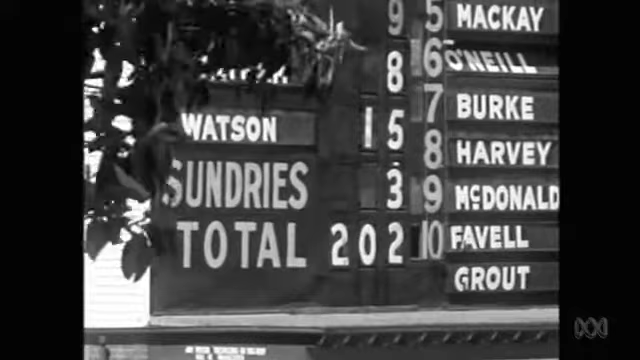 9 5 MACKAY
8 6 O'NEILL
7 BURKE
WATSON 15
8 HARVEY
SUNDRIES 3
9 McDONALD
TOTAL 202 10 FAVELL
GROUT